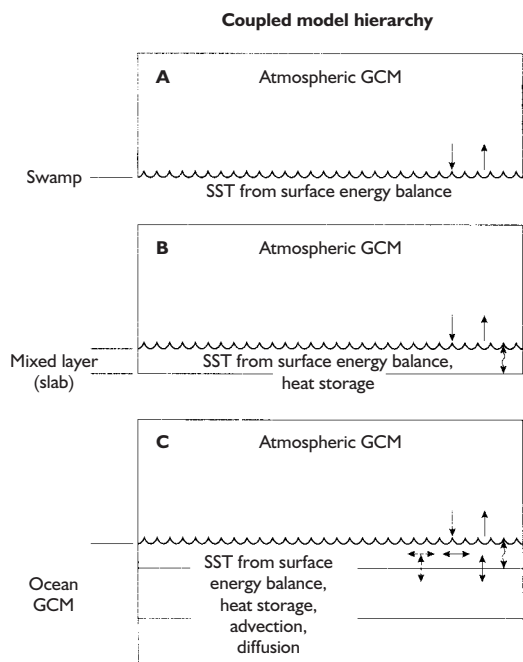 Coupled model hierarchy
A
Atmospheric GCM
Swamp
SST from surface energy balance
B
Atmospheric GCM
Mixed layer
(slab)
SST from surface energy balance,
heat storage
C
Atmospheric GCM
Ocean
GCM
SST from surface
energy balance,
heat storage,
advection,
diffusion